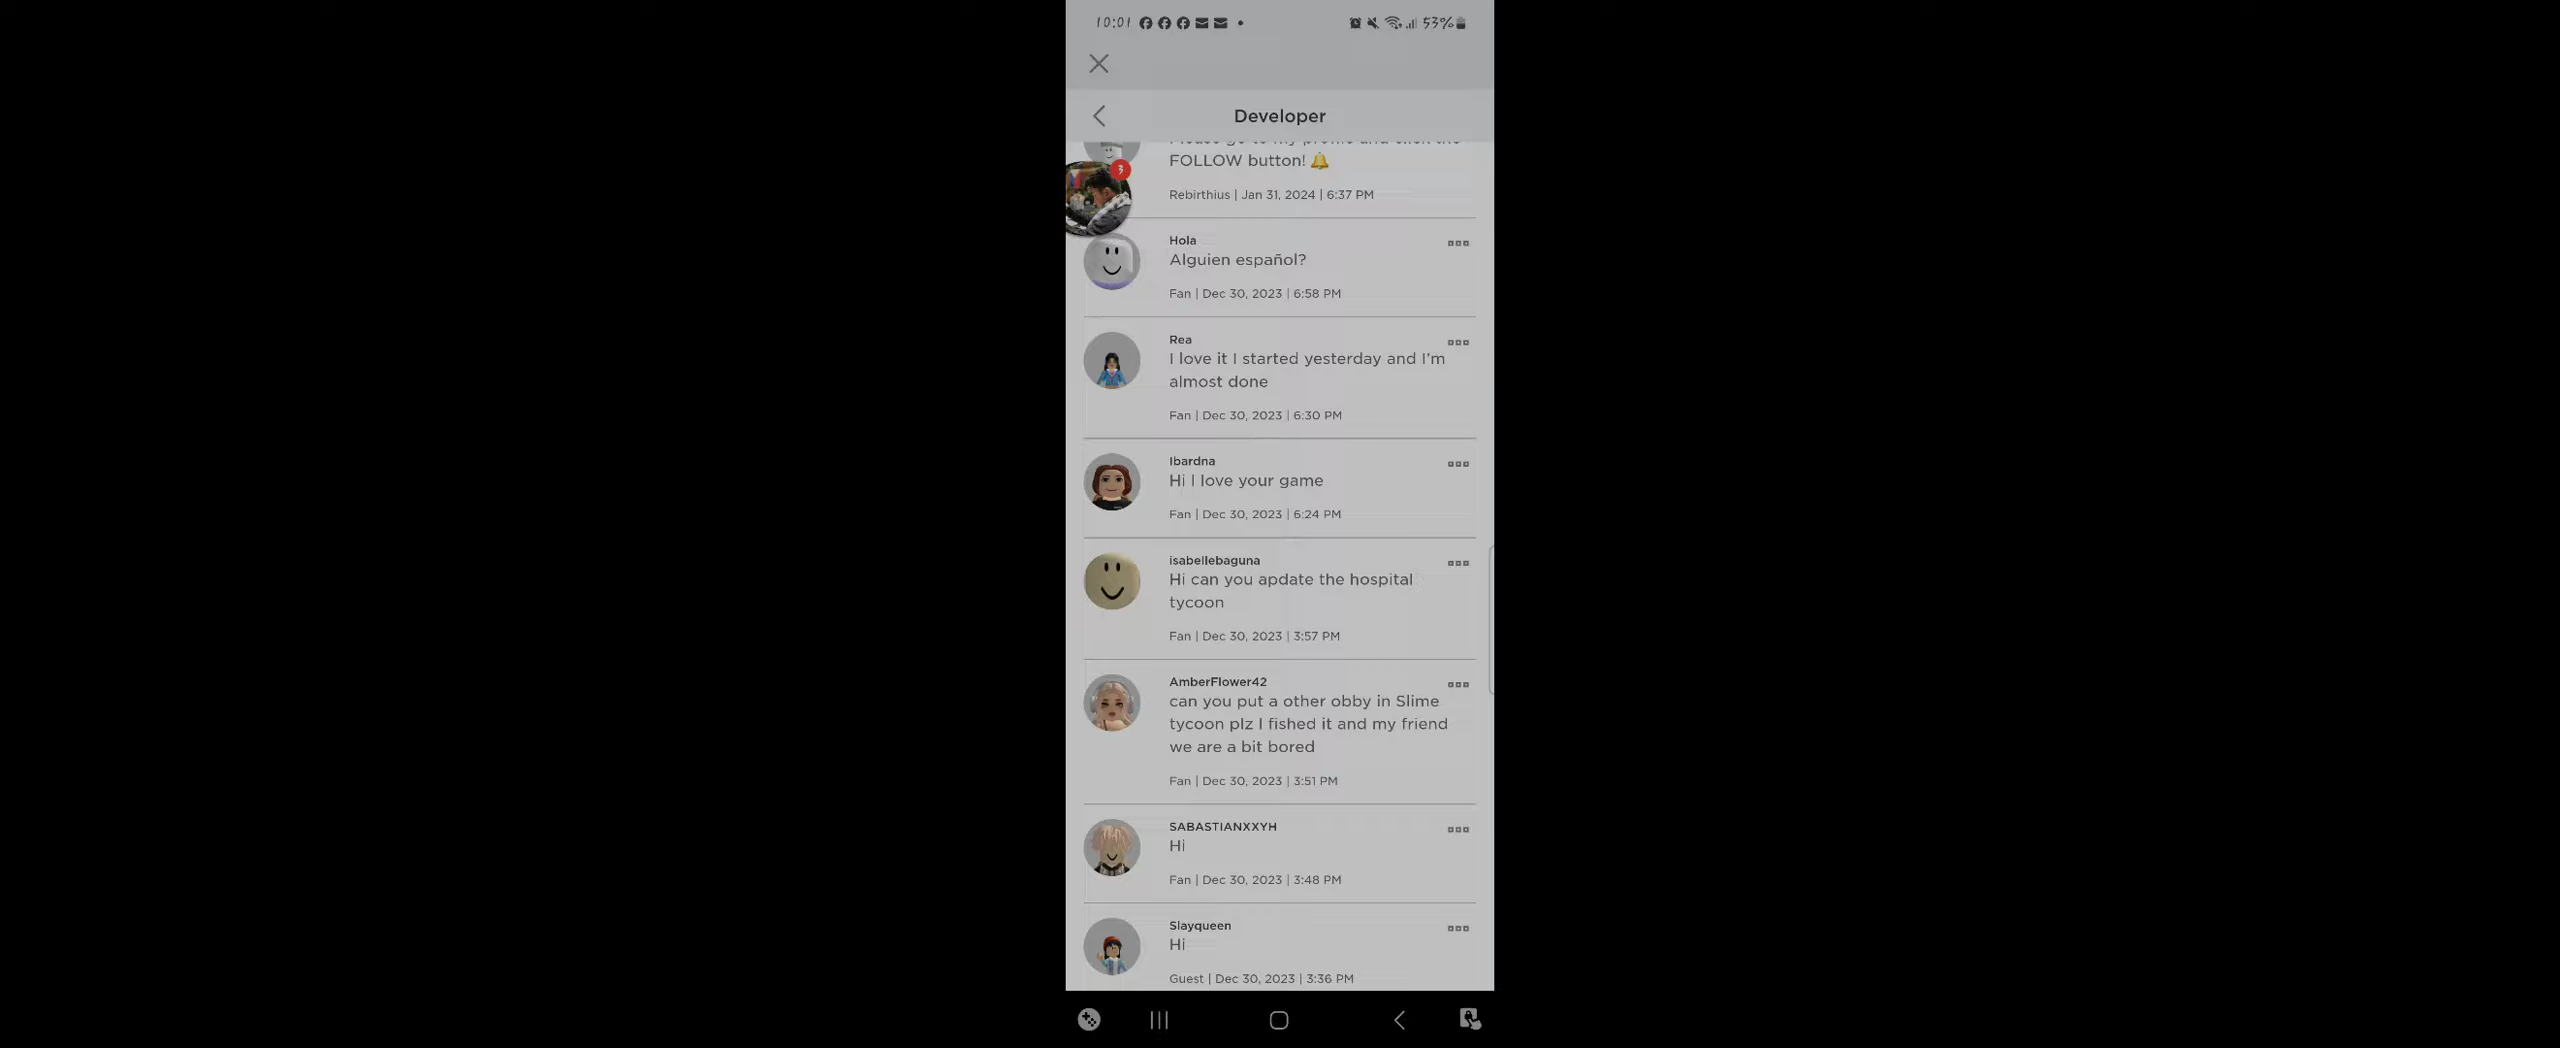 10:01
53%
Developer
FOLLOW button! 🔔
Rebirthius | Jan 31, 2024 | 6:37 PM
3
Hola
Alguien español?
Fan | Dec 30, 2023 | 6:58 PM
Rea
I love it I started yesterday and I'm
almost done
Fan | Dec 30, 2023 | 6:30 PM
Ibardna
Hi I love your game
Fan | Dec 30, 2023 | 6:24 PM
isabellebaguna
Hi can you apdate the hospital
tycoon
Fan | Dec 30, 2023 | 3:57 PM
AmberFlower42
can you put a other obby in Slime
tycoon plz I fished it and my friend
we are a bit bored
Fan | Dec 30, 2023 | 3:51 PM
SABASTIANXXYH
Hi
Fan | Dec 30, 2023 | 3:48 PM
Slayqueen
Hi
Guest | Dec 30, 2023 | 3:36 PM